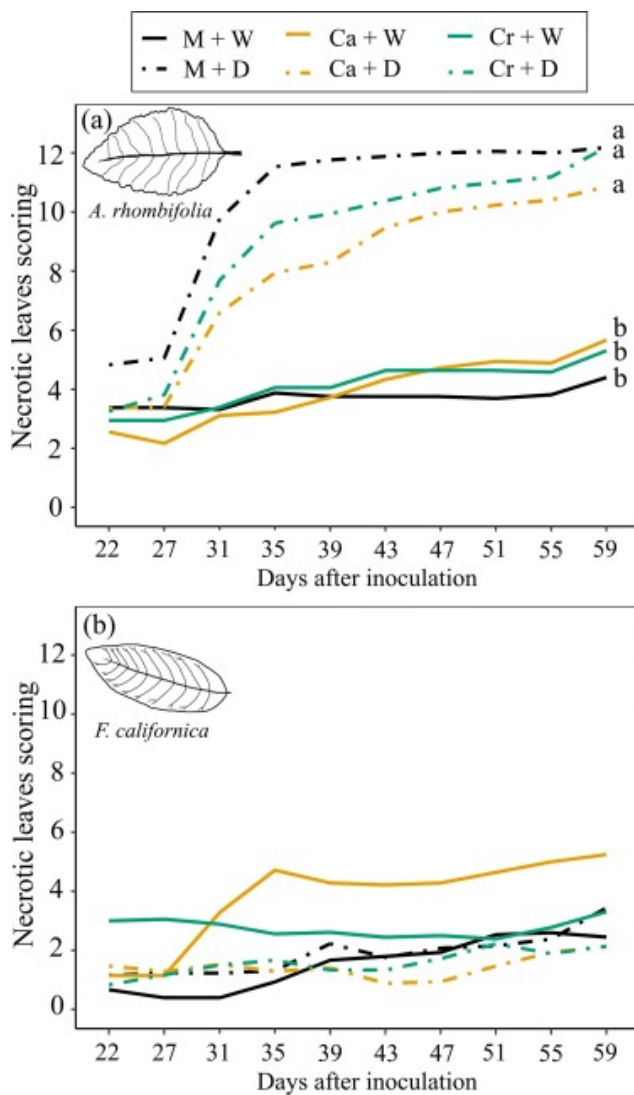 M + W Ca + W Cr + W
M + D Ca + D Cr + D
(a)
A. rhombifolia
a
a
a
b
b
b
Necrotic leaves scoring
12
10
8
6
4
2
0
22 27 31 35 39 43 47 51 55 59
Days after inoculation
(b)
F. californica
Necrotic leaves scoring
12
10
8
6
4
2
0
22 27 31 35 39 43 47 51 55 59
Days after inoculation